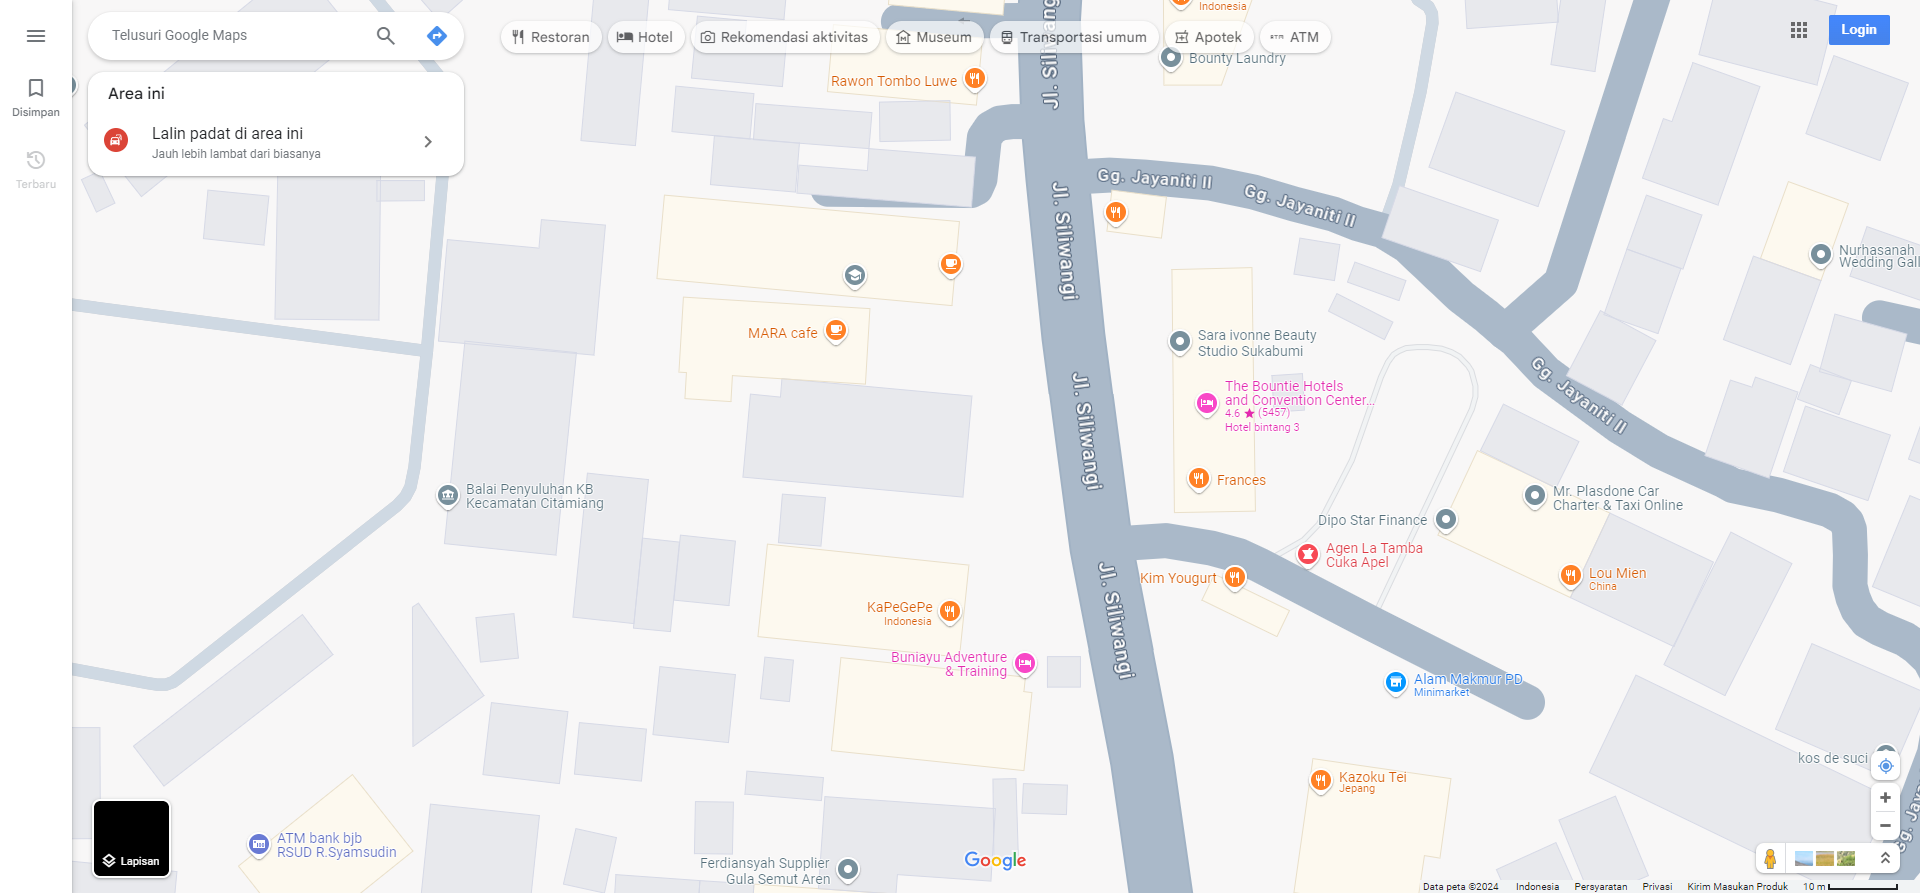 Telusuri Google Maps
Restoran
Hotel
Rekomendasi aktivitas
Museum
Transportasi umum
Apotek
ATM
Login
Disimpan
Terbaru
Area ini
Lalin padat di area ini
Jauh lebih lambat dari biasanya
Indonesia
Bounty Laundry
Rawon Tombo Luwe
Jl. Siliwangi
Gg. Jayaniti II
Gg. Jayaniti II
Jl. Siliwangi
Nurhasanah
Wedding Gall
MARA cafe
Sara ivonne Beauty
Studio Sukabumi
The Bountie Hotels
and Convention Center...
4.6 ★ (5457)
Hotel bintang 3
Jl. Siliwangi
Gg. Jayaniti II
Frances
Balai Penyuluhan KB
Kecamatan Citamiang
Mr. Plasdone Car
Charter & Taxi Online
Dipo Star Finance
Agen La Tamba
Cuka Apel
Kim Yougurt
Lou Mien
China
Jl. Siliwangi
KaPeGePe
Indonesia
Buniayu Adventure
& Training
Alam Makmur PD
Minimarket
kos de suci
Kazoku Tei
Jepang
Gg. Jaya
ATM bank bjb
RSUD R.Syamsudin
Lapisan
Ferdiansyah Supplier
Gula Semut Aren
Google
Data peta ©2024
Indonesia
Persyaratan
Privasi
Kirim Masukan Produk
10 m